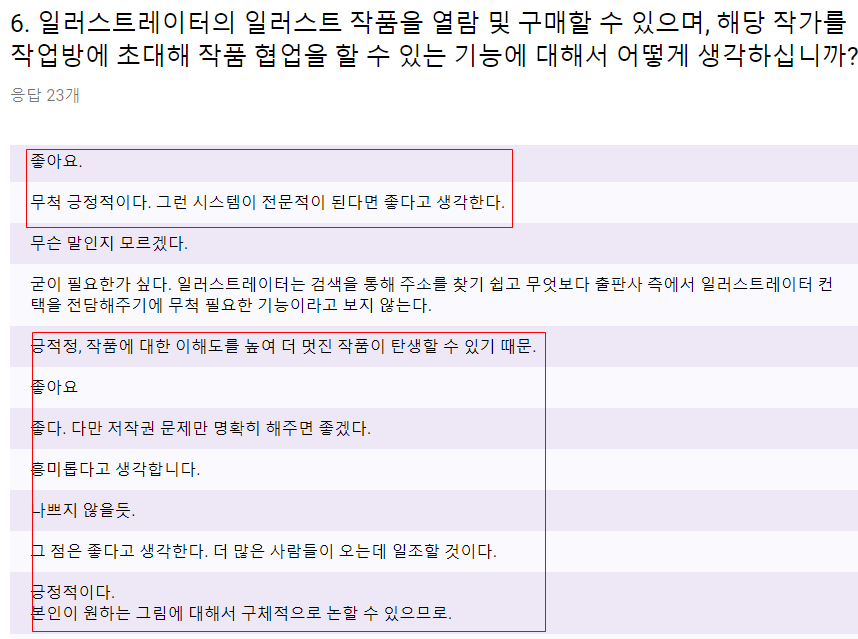 6. 일러스트레이터의 일러스트 작품을 열람 및 구매할 수 있으며, 해당 작가를
작업방에 초대해 작품 협업을 할 수 있는 기능에 대해서 어떻게 생각하십니까?
응답 23개
좋아요.
무척 긍정적이다. 그런 시스템이 전문적이 된다면 좋다고 생각한다.
무슨 말인지 모르겠다.
굳이 필요한가 싶다. 일러스트레이터는 검색을 통해 주소를 찾기 쉽고 무엇보다 출판사 측에서 일러스트레이터 컨
택을 전담해주기에 무척 필요한 기능이라고 보지 않는다.
긍적정, 작품에 대한 이해도를 높여 더 멋진 작품이 탄생할 수 있기 때문.
좋아요
좋다. 다만 저작권 문제만 명확히 해주면 좋겠다.
흥미롭다고 생각합니다.
나쁘지 않을듯.
그 점은 좋다고 생각한다. 더 많은 사람들이 오는데 일조할 것이다.
긍정적이다.
본인이 원하는 그림에 대해서 구체적으로 논할 수 있으므로.